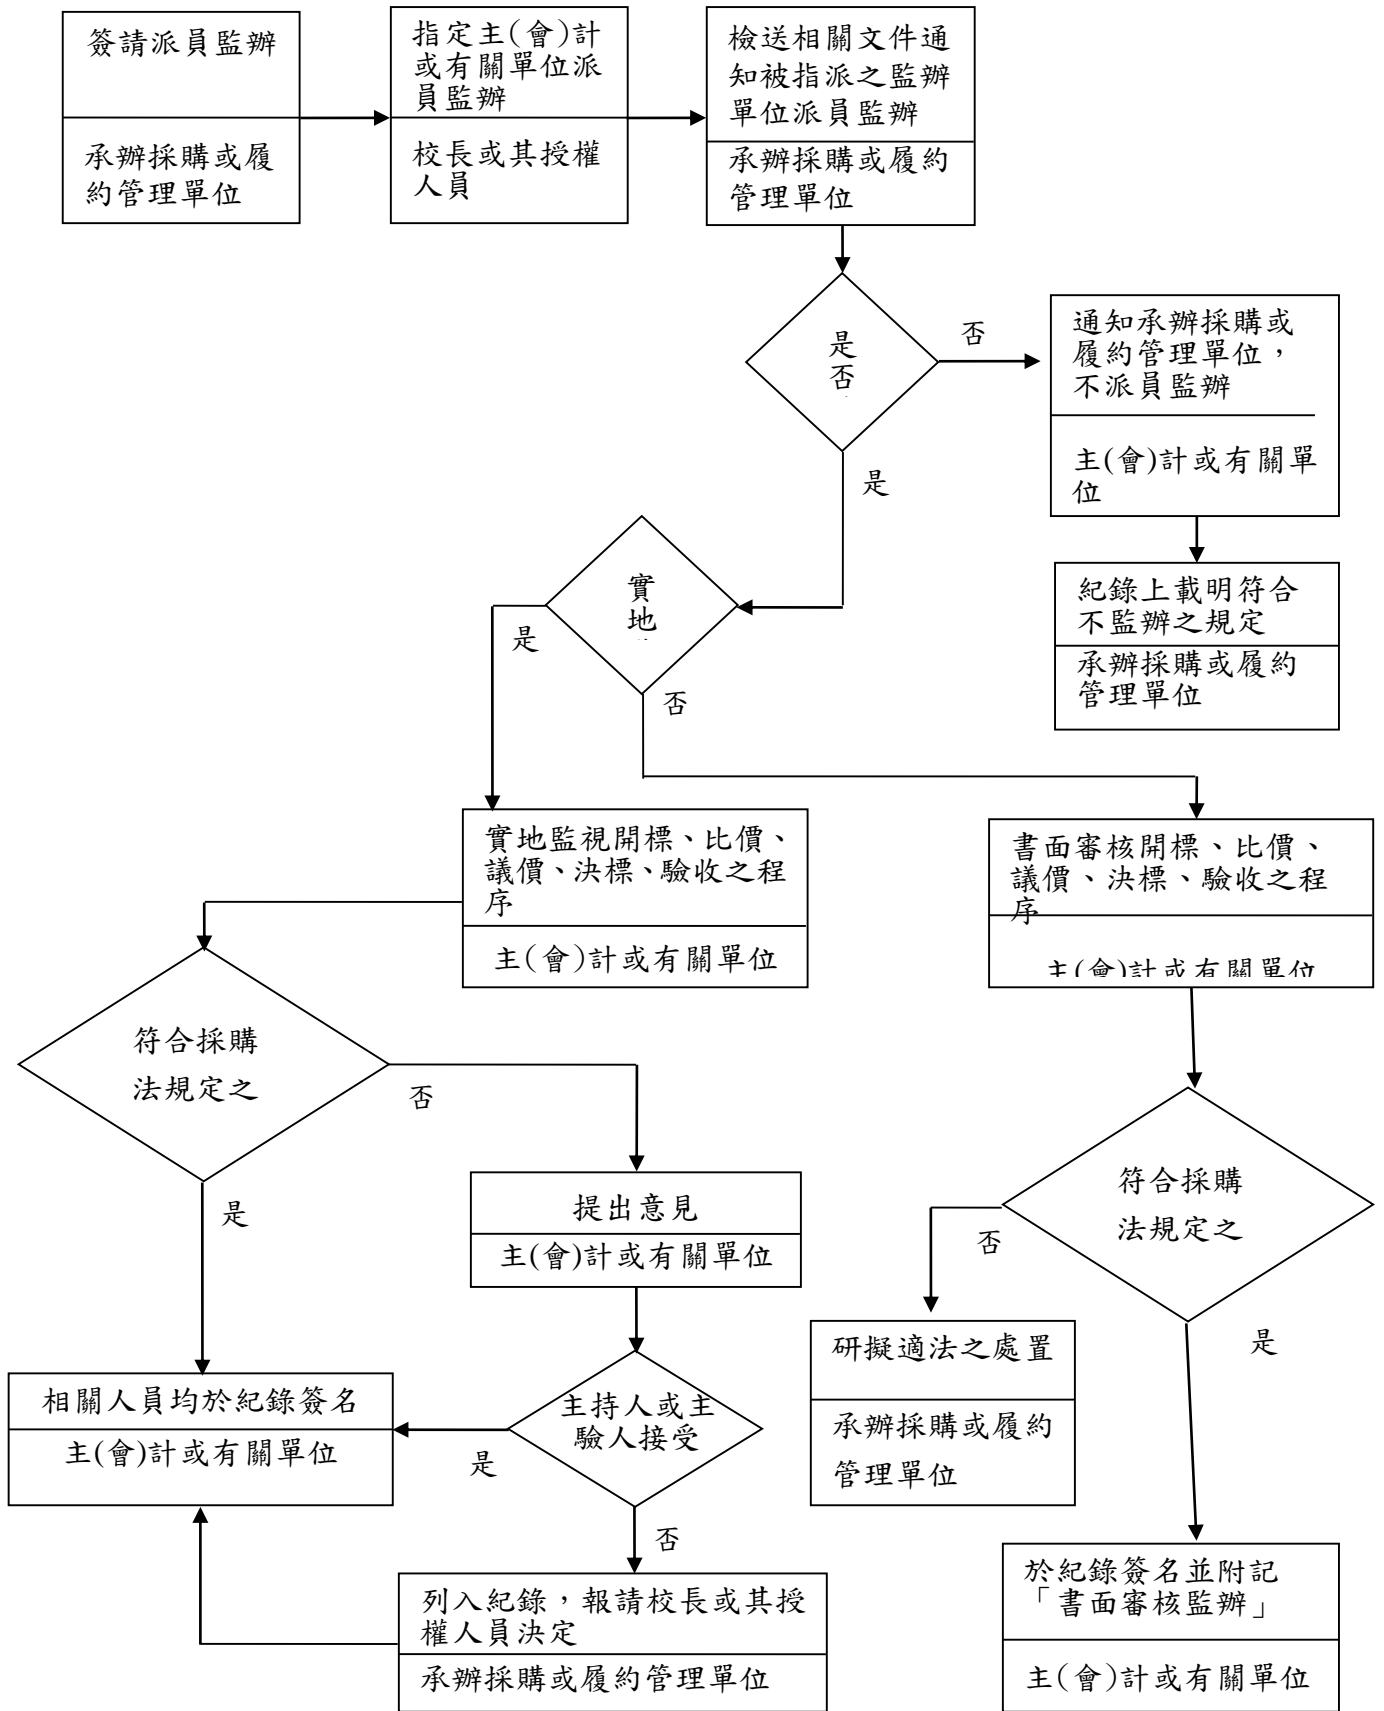 簽請派員監辦
承辦採購或履
約管理單位
指定主(會)計
或有關單位派
員監辦
校長或其授權
人員
檢送相關文件通
知被指派之監辦
單位派員監辦
承辦採購或履約
管理單位
是
否
否
是
通知承辦採購或
履約管理單位，
不派員監辦
主(會)計或有關單
位
紀錄上載明符合
不監辦之規定
承辦採購或履約
管理單位
實
地
是
否
實地監視開標、比價、
議價、決標、驗收之程
序
主(會)計或有關單位
書面審核開標、比價、
議價、決標、驗收之程
序
主(會)計或有關單位
符合採購
法規定之
否
是
提出意見
主(會)計或有關單位
符合採購
法規定之
否
是
研擬適法之處置
承辦採購或履約
管理單位
相關人員均於紀錄簽名
主(會)計或有關單位
主持人或主
驗人接受
是
否
列入紀錄，報請校長或其授
權人員決定
承辦採購或履約管理單位
於紀錄簽名並附記
「書面審核監辦」
主(會)計或有關單位